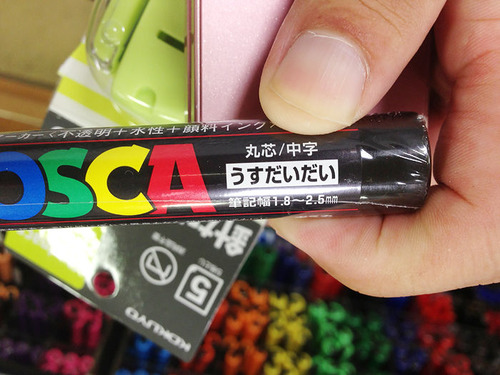 ーカー〈不透明+水性+顔料インク
OSCA
丸芯/中字
うすだいだい
筆記幅1.8〜2.5mm
5
KOKUYO